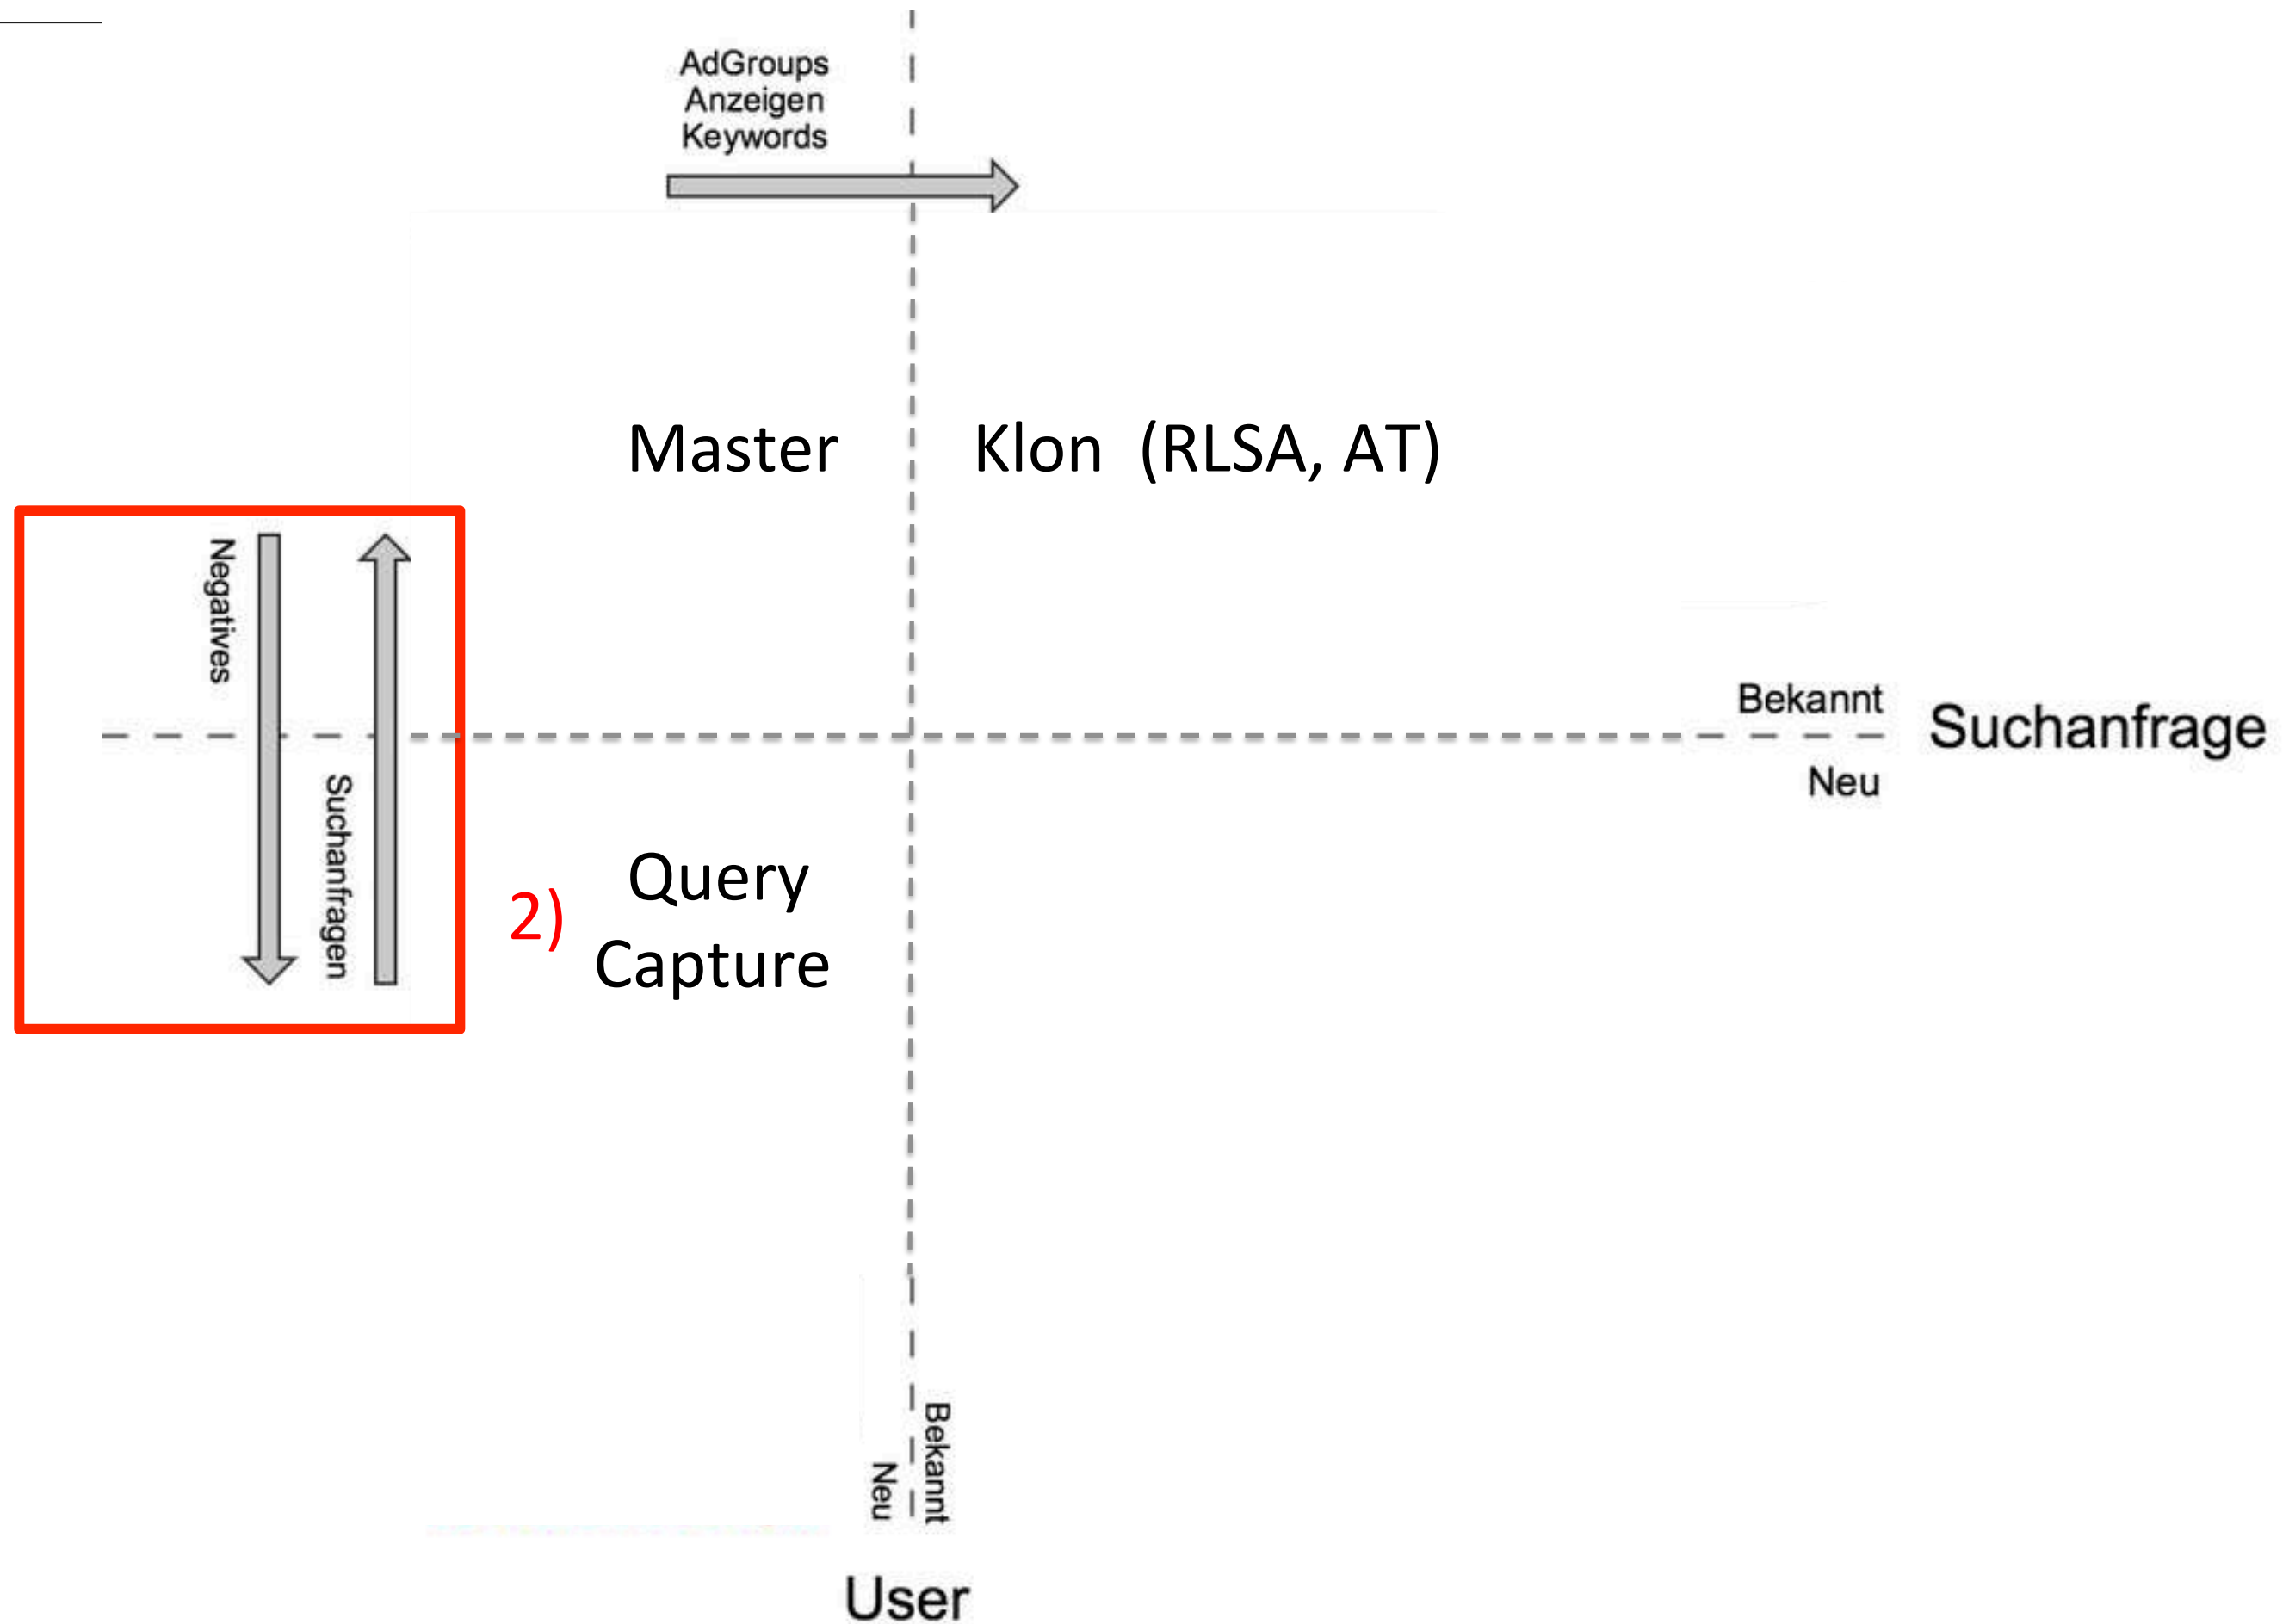 AdGroups
Anzeigen
Keywords
Master
Klon (RLSA, AT)
Negatives
Suchanfragen
Bekannt
Suchanfrage
Neu
2)
Query
Capture
Bekannt
Neu
User